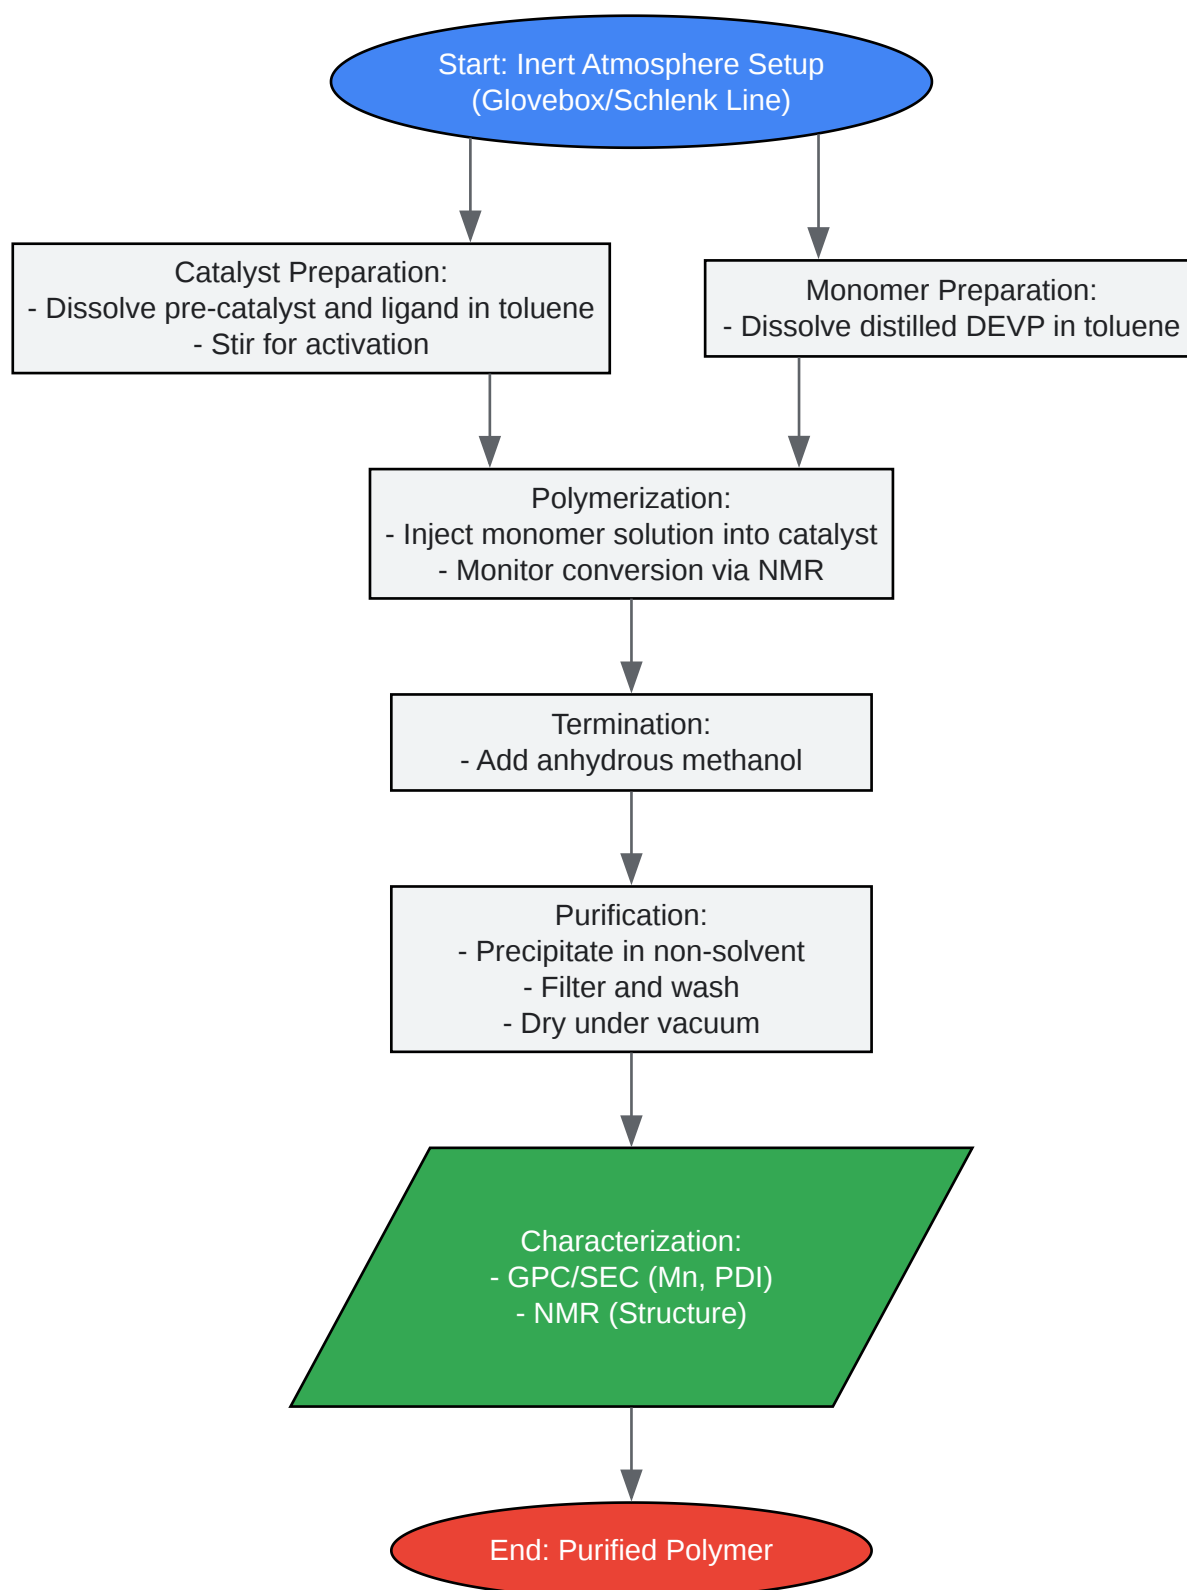 Start: Inert Atmosphere Setup
(Glovebox/Schlenk Line)
Catalyst Preparation:
- Dissolve pre-catalyst and ligand in toluene
- Stir for activation
Monomer Preparation:
- Dissolve distilled DEVP in toluene
Polymerization:
- Inject monomer solution into catalyst
- Monitor conversion via NMR
Termination:
- Add anhydrous methanol
Purification:
- Precipitate in non-solvent
- Filter and wash
- Dry under vacuum
Characterization:
- GPC/SEC (Mn, PDI)
- NMR (Structure)
End: Purified Polymer